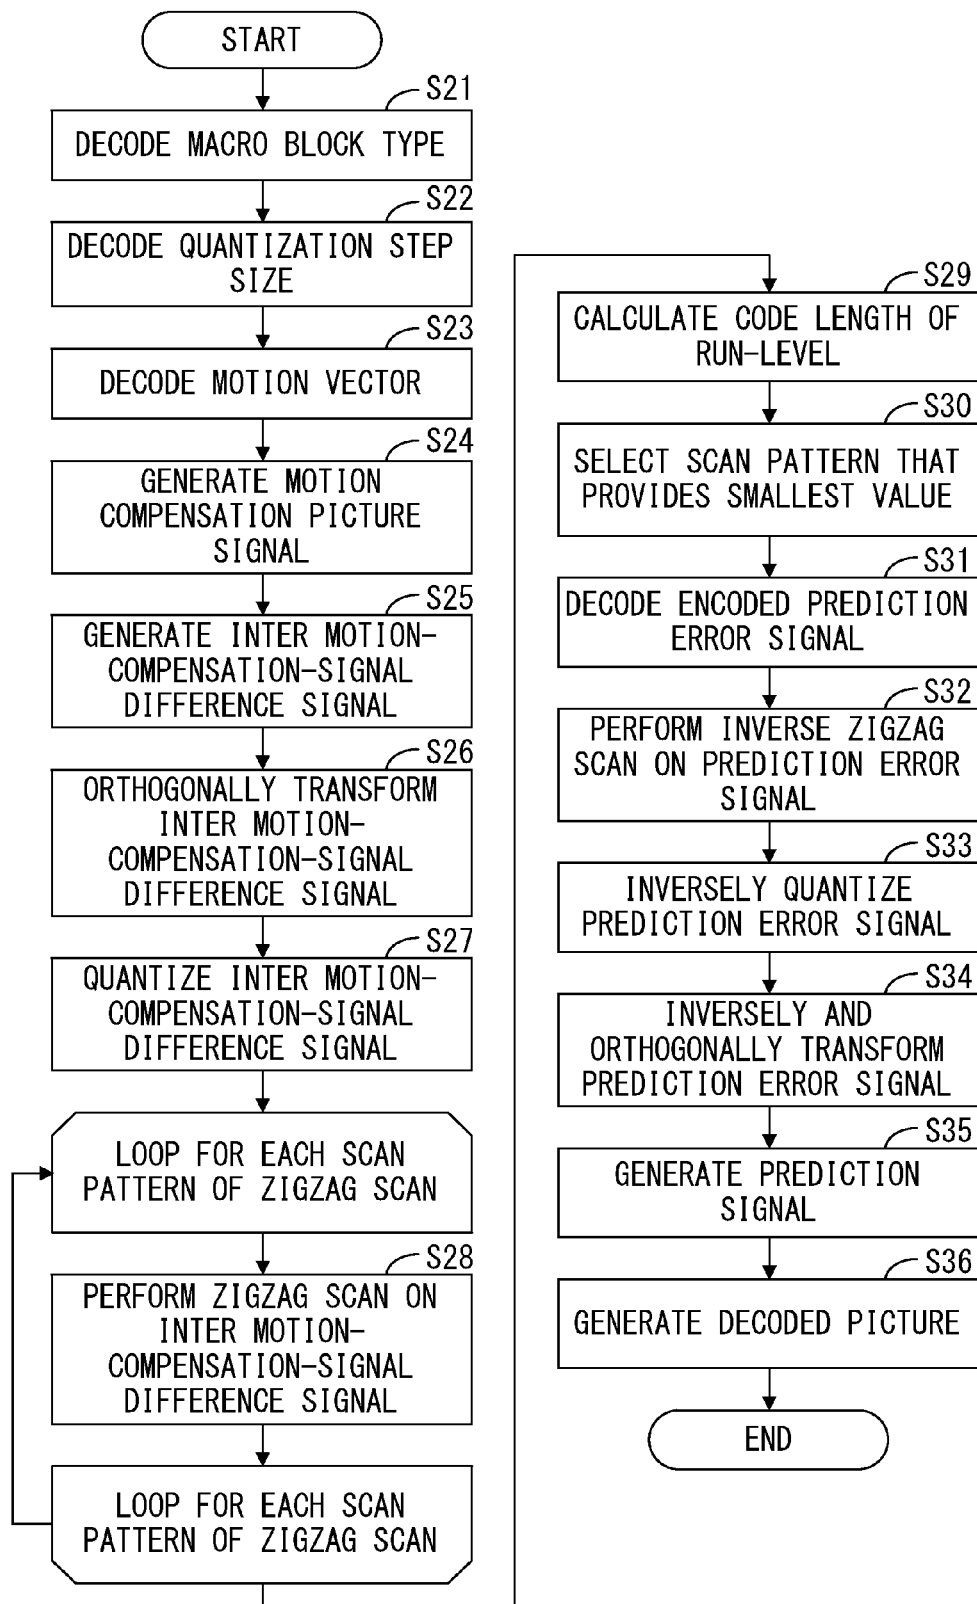 START
S21
DECODE MACRO BLOCK TYPE
S22
DECODE QUANTIZATION STEP
SIZE
S23
DECODE MOTION VECTOR
S24
GENERATE MOTION
COMPENSATION PICTURE
SIGNAL
S25
GENERATE INTER MOTION-
COMPENSATION-SIGNAL
DIFFERENCE SIGNAL
S26
ORTHOGONALLY TRANSFORM
INTER MOTION-
COMPENSATION-SIGNAL
DIFFERENCE SIGNAL
S27
QUANTIZE INTER MOTION-
COMPENSATION-SIGNAL
DIFFERENCE SIGNAL
LOOP FOR EACH SCAN
PATTERN OF ZIGZAG SCAN
S28
PERFORM ZIGZAG SCAN ON
INTER MOTION-
COMPENSATION-SIGNAL
DIFFERENCE SIGNAL
LOOP FOR EACH SCAN
PATTERN OF ZIGZAG SCAN
S29
CALCULATE CODE LENGTH OF
RUN-LEVEL
S30
SELECT SCAN PATTERN THAT
PROVIDES SMALLEST VALUE
S31
DECODE ENCODED PREDICTION
ERROR SIGNAL
S32
PERFORM INVERSE ZIGZAG
SCAN ON PREDICTION ERROR
SIGNAL
S33
INVERSELY QUANTIZE
PREDICTION ERROR SIGNAL
S34
INVERSELY AND
ORTHOGONALLY TRANSFORM
PREDICTION ERROR SIGNAL
S35
GENERATE PREDICTION
SIGNAL
S36
GENERATE DECODED PICTURE
END